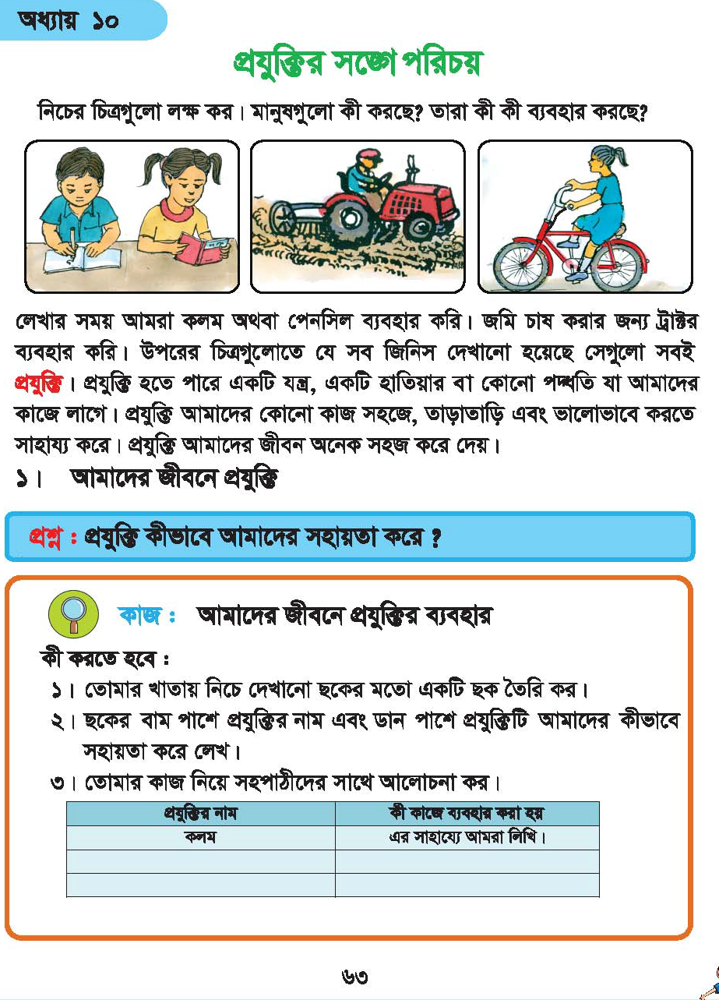 অধ্যায় ১০
প্রযুক্তির সঙ্গে পরিচয়
নিচের চিত্রগুলো লক্ষ কর। মানুষগুলো কী করছে? তারা কী কী ব্যবহার করছে?
লেখার সময় আমরা কলম অথবা পেনসিল ব্যবহার করি। জমি চাষ করার জন্য ট্রাক্টর
ব্যবহার করি। উপরের চিত্রগুলোতে যে সব জিনিস দেখানো হয়েছে সেগুলো সবই
প্রযুক্তি। প্রযুক্তি হতে পারে একটি যন্ত্র, একটি হাতিয়ার বা কোনো পদ্ধতি যা আমাদের
কাজে লাগে। প্রযুক্তি আমাদের কোনো কাজ সহজে, তাড়াতাড়ি এবং ভালোভাবে করতে
সাহায্য করে। প্রযুক্তি আমাদের জীবন অনেক সহজ করে দেয়।
১। আমাদের জীবনে প্রযুক্তি
প্রশ্ন : প্রযুক্তি কীভাবে আমাদের সহায়তা করে ?
কাজ : আমাদের জীবনে প্রযুক্তির ব্যবহার
কী করতে হবে :
১। তোমার খাতায় নিচে দেখানো ছকের মতো একটি ছক তৈরি কর।
২। ছকের বাম পাশে প্রযুক্তির নাম এবং ডান পাশে প্রযুক্তিটি আমাদের কীভাবে
সহায়তা করে লেখ।
৩। তোমার কাজ নিয়ে সহপাঠীদের সাথে আলোচনা কর।
প্রযুক্তির নাম কী কাজে ব্যবহার করা হয়
কলম এর সাহায্যে আমরা লিখি।
৬৩